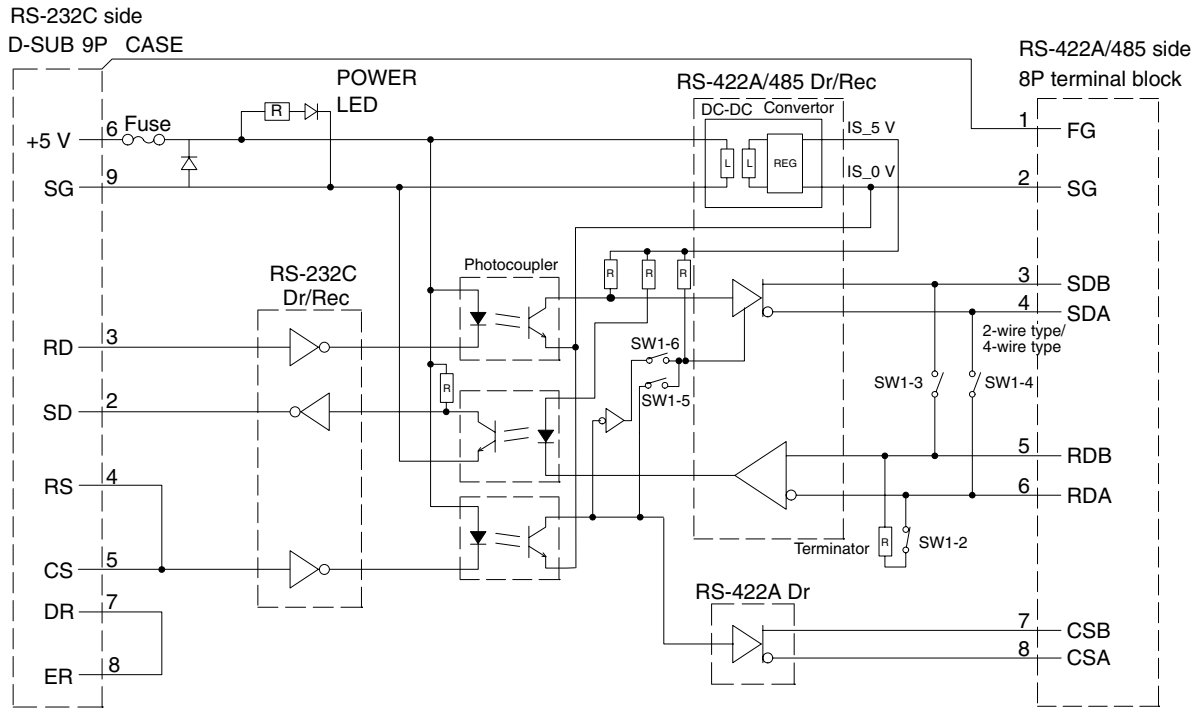 RS-232C side
D-SUB 9P CASE
RS-422A/485 side
8P terminal block
POWER
LED
RS-422A/485 Dr/Rec
DC-DC Convertor
R
+5 V 6 Fuse
IS_5 V
1 FG
L L REG
SG 9
IS_0 V
2 SG
RS-232C
Dr/Rec
Photocoupler
R R R
3 SDB
4 SDA
2-wire type/
4-wire type
RD 3
SW1-6
R
SW1-5
SW1-3 SW1-4
SD 2
5 RDB
RS 4
6 RDA
Terminator R SW1-2
CS 5
RS-422A Dr
DR 7
7 CSB
8 CSA
ER 8